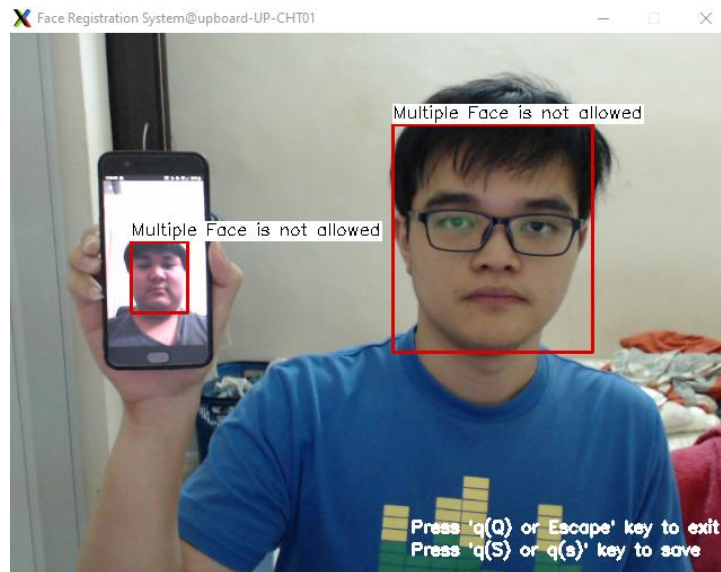 Face Registration System@upboard-UP-CHT01
Multiple Face is not allowed
Multiple Face is not allowed
Press 'q(Q) or Escape' key to exit
Press 'q(S) or q(s)' key to save